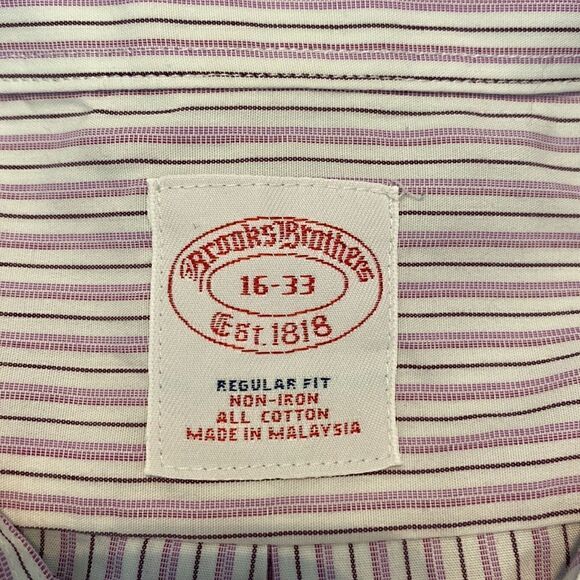 Brooks Brothers
16-33
Est. 1818
REGULAR FIT
NON-IRON
ALL COTTON
MADE IN MALAYSIA